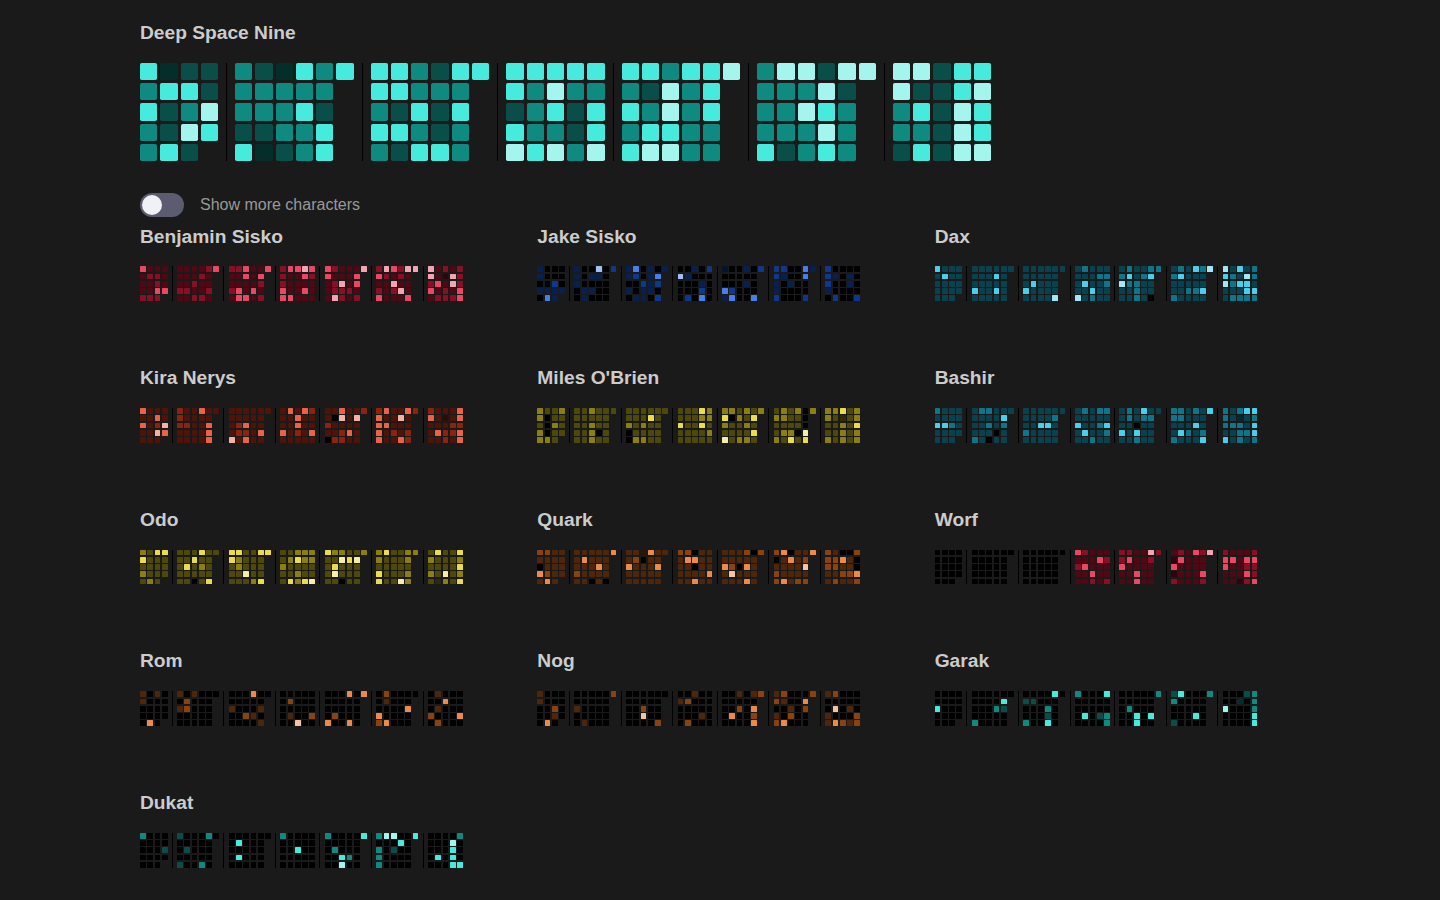 Deep Space Nine
Show more characters
Benjamin Sisko
Jake Sisko
Dax
Kira Nerys
Miles O'Brien
Bashir
Odo
Quark
Worf
Rom
Nog
Garak
Dukat